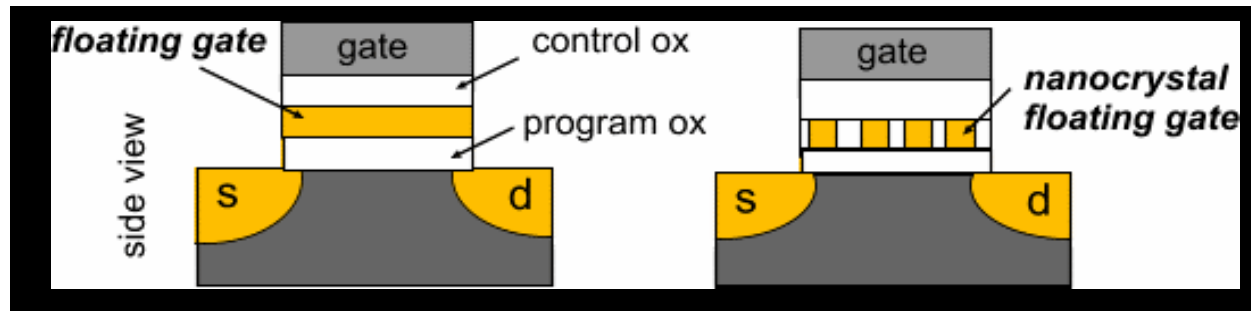 floating gate
gate
control ox
program ox
side view
s
d
gate
nanocrystal
floating gate
s
d